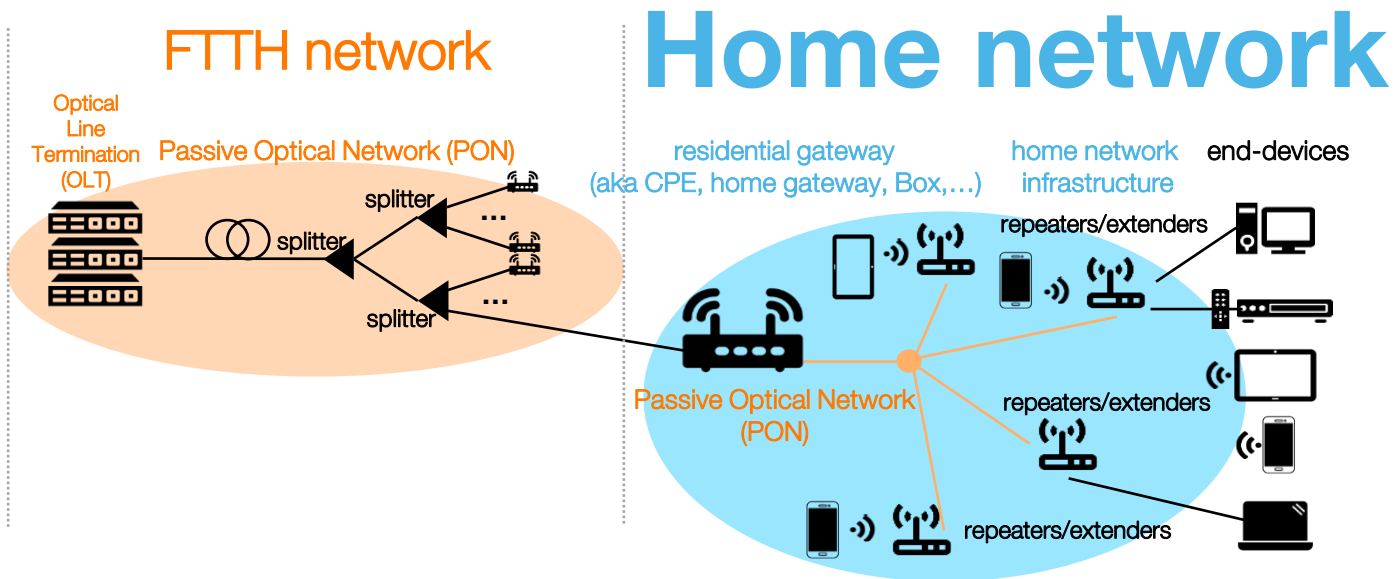 FTTH network
Home network
Optical
Line
Termination
(OLT)
Passive Optical Network (PON)
splitter
splitter
splitter
...
...
residential gateway
(aka CPE, home gateway, Box,...)
home network
infrastructure
end-devices
repeaters/extenders
Passive Optical Network
(PON)
repeaters/extenders
repeaters/extenders